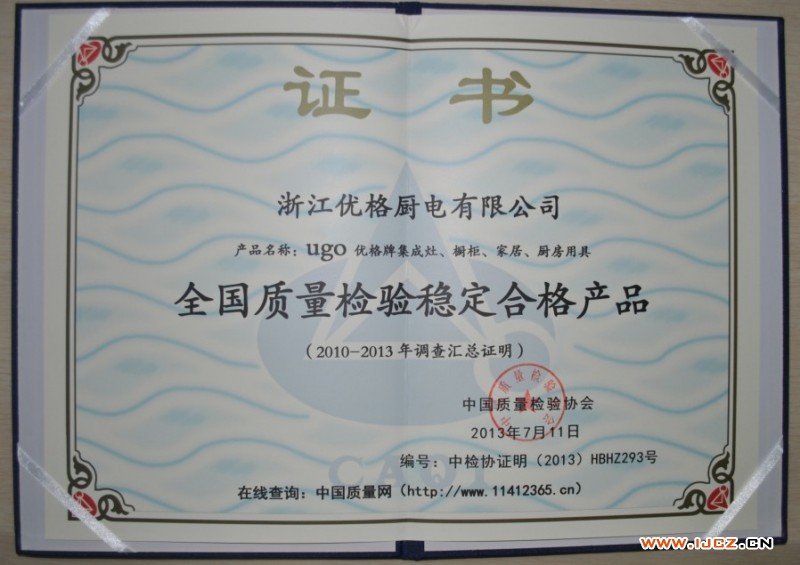 证书
浙江优格厨电有限公司
产品名称：ugo 优格牌集成灶、橱柜、家居、厨房用具
全国质量检验稳定合格产品
（2010-2013年调查汇总证明）
中国质量检验协会
2013年7月11日
编号：中检协证明（2013）HBHZ293号
在线查询：中国质量网（http://www.11412365.cn）
CAQI
www.IJCZ.CN